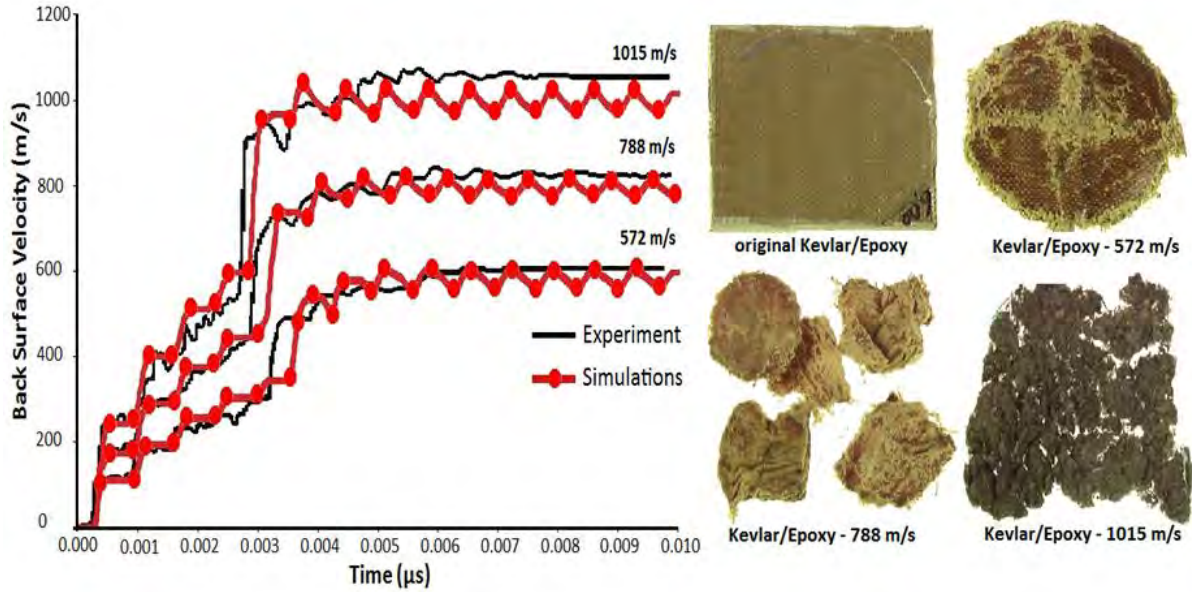 1200
1000
800
600
400
200
0
Back Surface Velocity (m/s)
1015 m/s
788 m/s
572 m/s
Experiment
Simulations
0.000 0.001 0.002 0.003 0.004 0.005 0.006 0.007 0.008 0.009 0.010
Time (µs)
original Kevlar/Epoxy
Kevlar/Epoxy - 572 m/s
Kevlar/Epoxy - 788 m/s
Kevlar/Epoxy - 1015 m/s